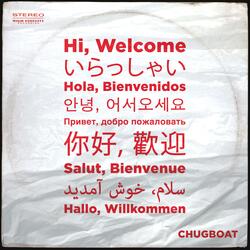 STEREO
Hi, Welcome
いらっしゃい
Hola, Bienvenidos
안녕, 어서오세요
Привет, добро пожаловать
你好, 歡迎
Salut, Bienvenue
سلام، خوش آمدید
Hallo, Willkommen
CHUGBOAT